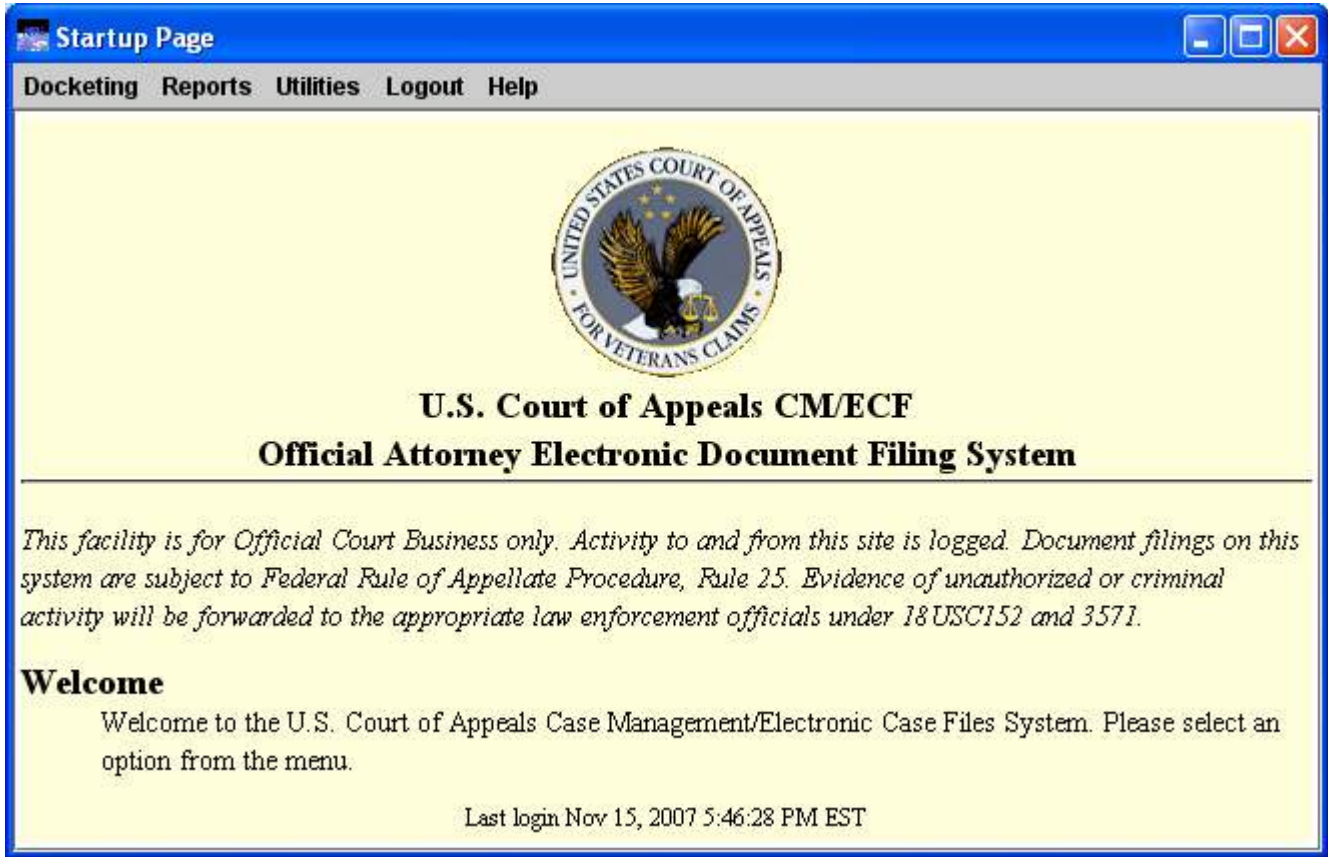 Startup Page
Docketing Reports Utilities Logout Help
UNITED STATES COURT OF APPEALS
• FOR VETERANS CLAIMS •
U.S. Court of Appeals CM/ECF
Official Attorney Electronic Document Filing System
This facility is for Official Court Business only. Activity to and from this site is logged. Document filings on this
system are subject to Federal Rule of Appellate Procedure, Rule 25. Evidence of unauthorized or criminal
activity will be forwarded to the appropriate law enforcement officials under 18 USC152 and 3571.
Welcome
Welcome to the U.S. Court of Appeals Case Management/Electronic Case Files System. Please select an
option from the menu.
Last login Nov 15, 2007 5:46:28 PM EST